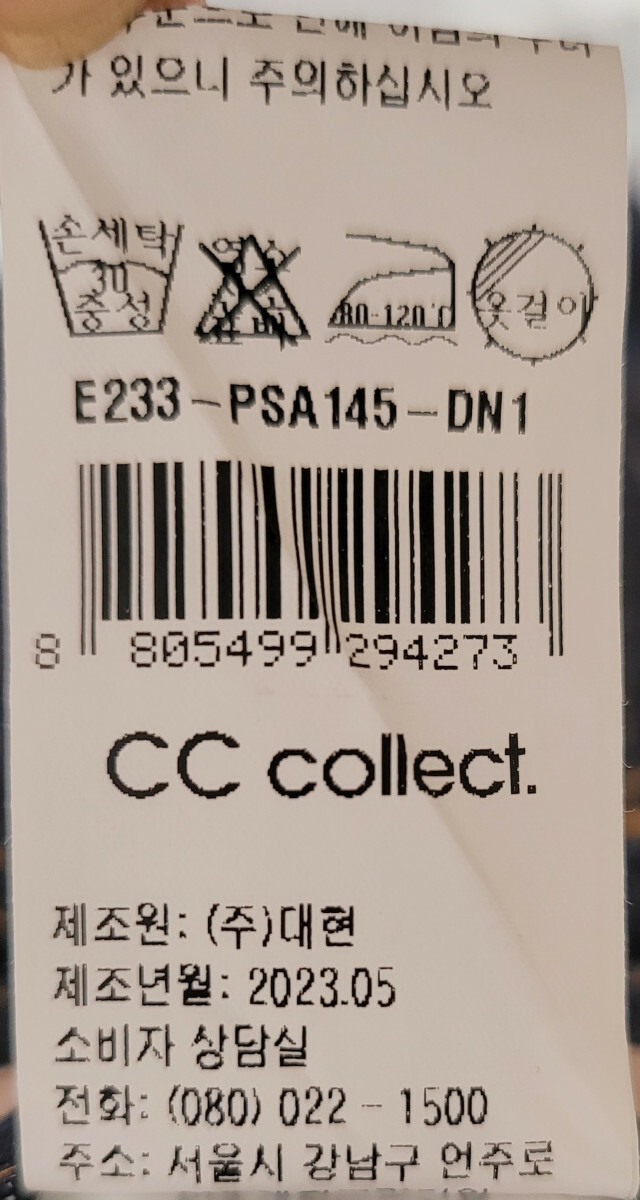 가 있으니 주의하십시오
손세탁
30
중성
80-120℃
옷걸이
E233-PSA145-DN1
8 805499 294273
CC collect.
제조원: (주)대현
제조년월: 2023.05
소비자 상담실
전화: (080) 022-1500
주소: 서울시 강남구 언주로